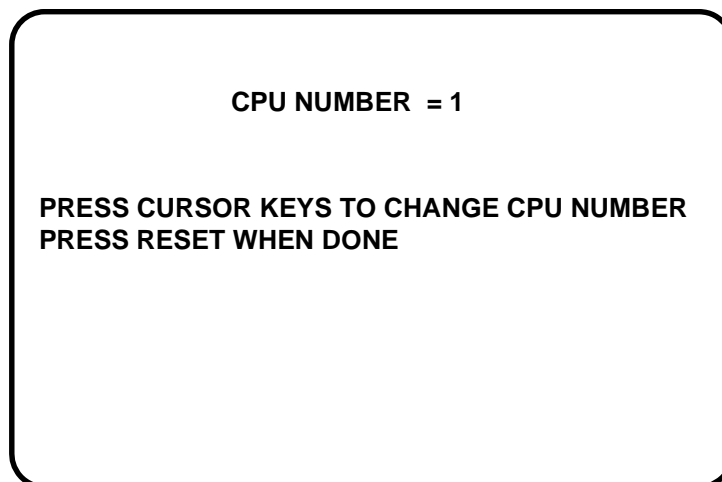 CPU NUMBER = 1
PRESS CURSOR KEYS TO CHANGE CPU NUMBER
PRESS RESET WHEN DONE